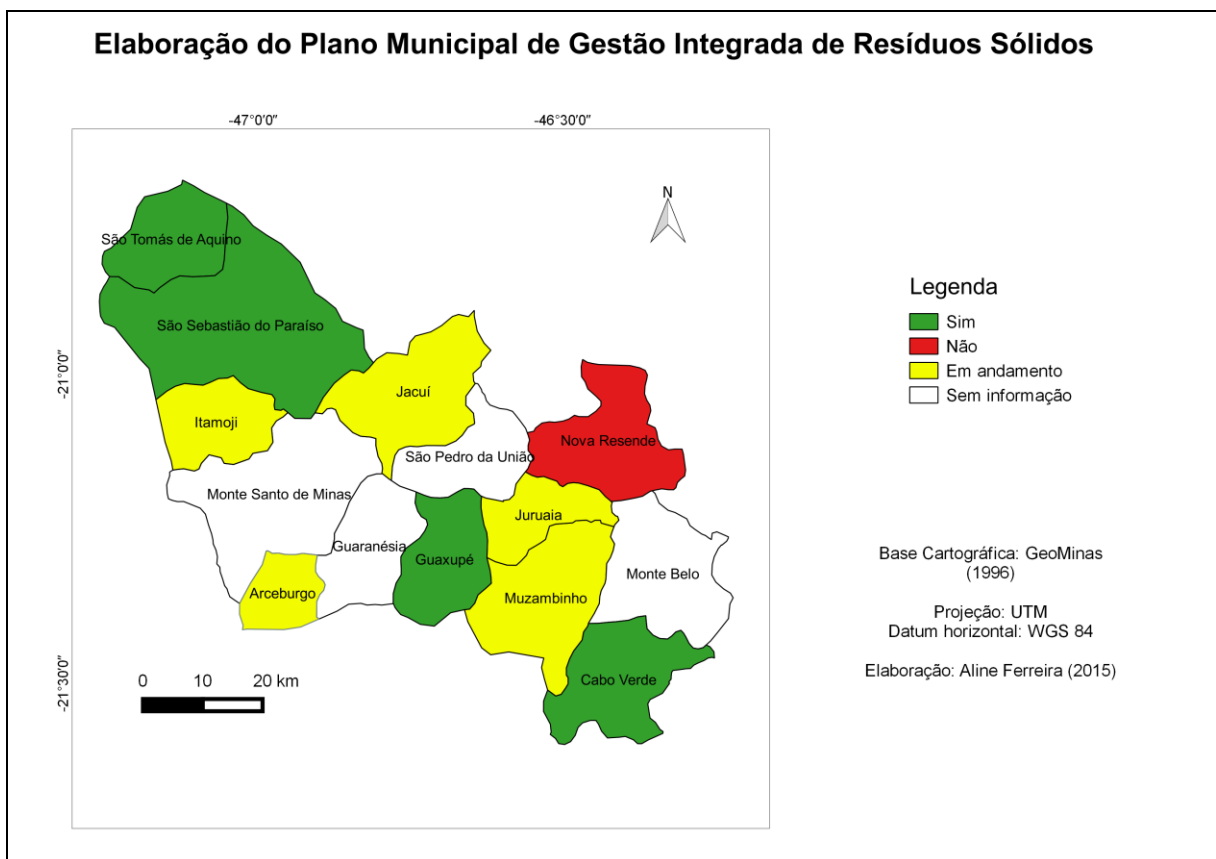 Elaboração do Plano Municipal de Gestão Integrada de Resíduos Sólidos
-47°0'0"
-46°30'0"
N
São Tomás de Aquino
São Sebastião do Paraíso
Legenda
Sim
Não
Em andamento
Sem informação
-21°0'0"
Jacuí
Itamoji
Nova Resende
São Pedro da União
Monte Santo de Minas
Juruaia
Guaranésia
Guaxupé
Monte Belo
Arceburgo
Muzambinho
Cabo Verde
Base Cartográfica: GeoMinas
(1996)
Projeção: UTM
Datum horizontal: WGS 84
Elaboração: Aline Ferreira (2015)
-21°30'0"
0 10 20 km